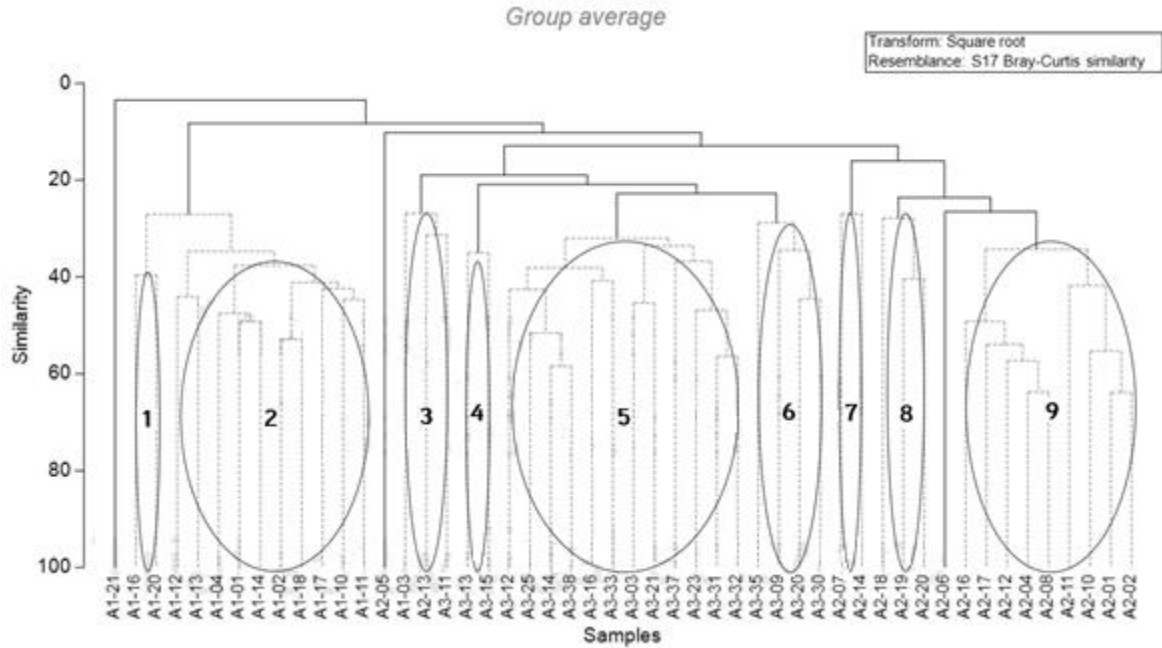 Group average
Transform: Square root
Resemblance: S17 Bray-Curtis similarity
0
20
40
60
80
100
Similarity
1
2
3
4
5
6
7
8
9
A1-21
A1-16
A1-20
A1-12
A1-13
A1-04
A1-01
A1-14
A1-02
A1-18
A1-17
A1-10
A1-11
A2-05
A1-03
A2-13
A3-11
A3-13
A3-15
A3-12
A3-25
A3-14
A3-38
A3-16
A3-33
A3-03
A3-21
A3-37
A3-23
A3-31
A3-32
A3-35
A3-09
A3-20
A3-30
A2-07
A2-14
A2-18
A2-19
A2-20
A2-06
A2-16
A2-17
A2-12
A2-04
A2-08
A2-11
A2-10
A2-01
A2-02
Samples